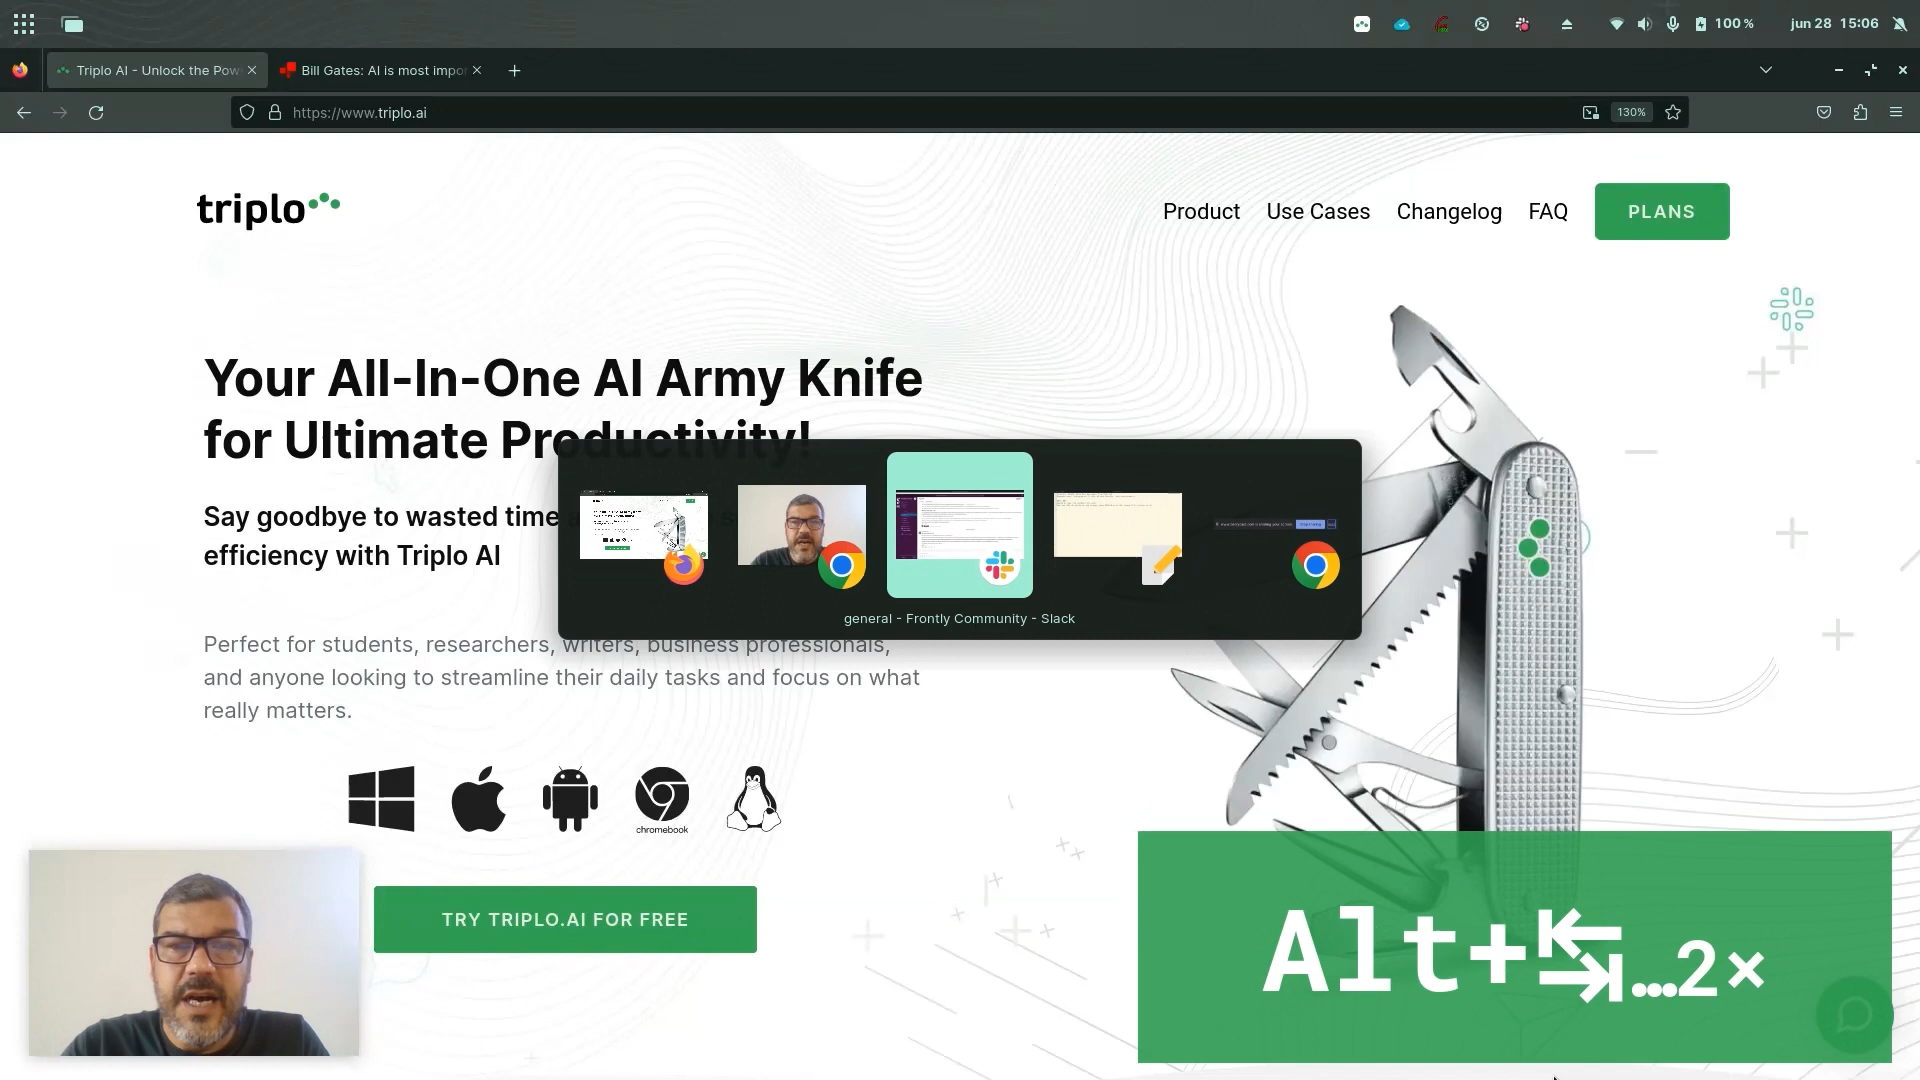 100 %
jun 28 15:06
Triplo AI - Unlock the Pow
Bill Gates: AI is most impor
https://www.triplo.ai
130%
triplo
Product
Use Cases
Changelog
FAQ
PLANS
Your All-In-One AI Army Knife
for Ultimate Productivity!
Say goodbye to wasted time
efficiency with Triplo AI
general - Frontly Community - Slack
Perfect for students, researchers, writers, business professionals,
and anyone looking to streamline their daily tasks and focus on what
really matters.
chromebook
TRY TRIPLO.AI FOR FREE
Alt+↹…2×